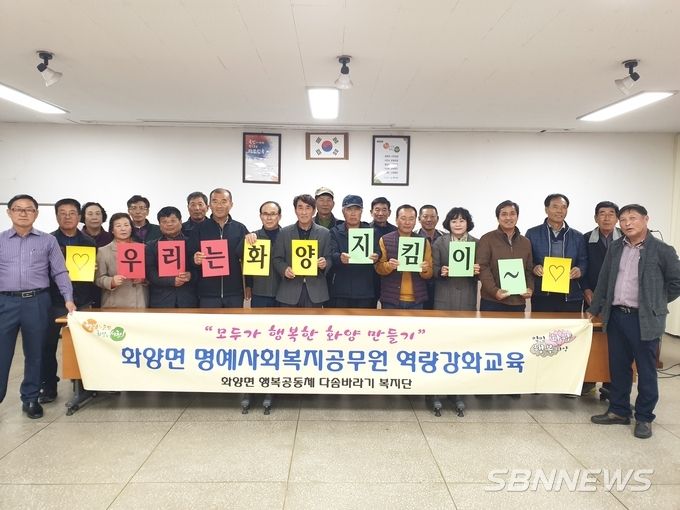 ♡우리는화양지킴이~♡
"모두가 행복한 화양 만들기"
화양면 명예사회복지공무원 역량강화교육
화양면 행복공동체 다솜바라기 복지단
SBNNEWS